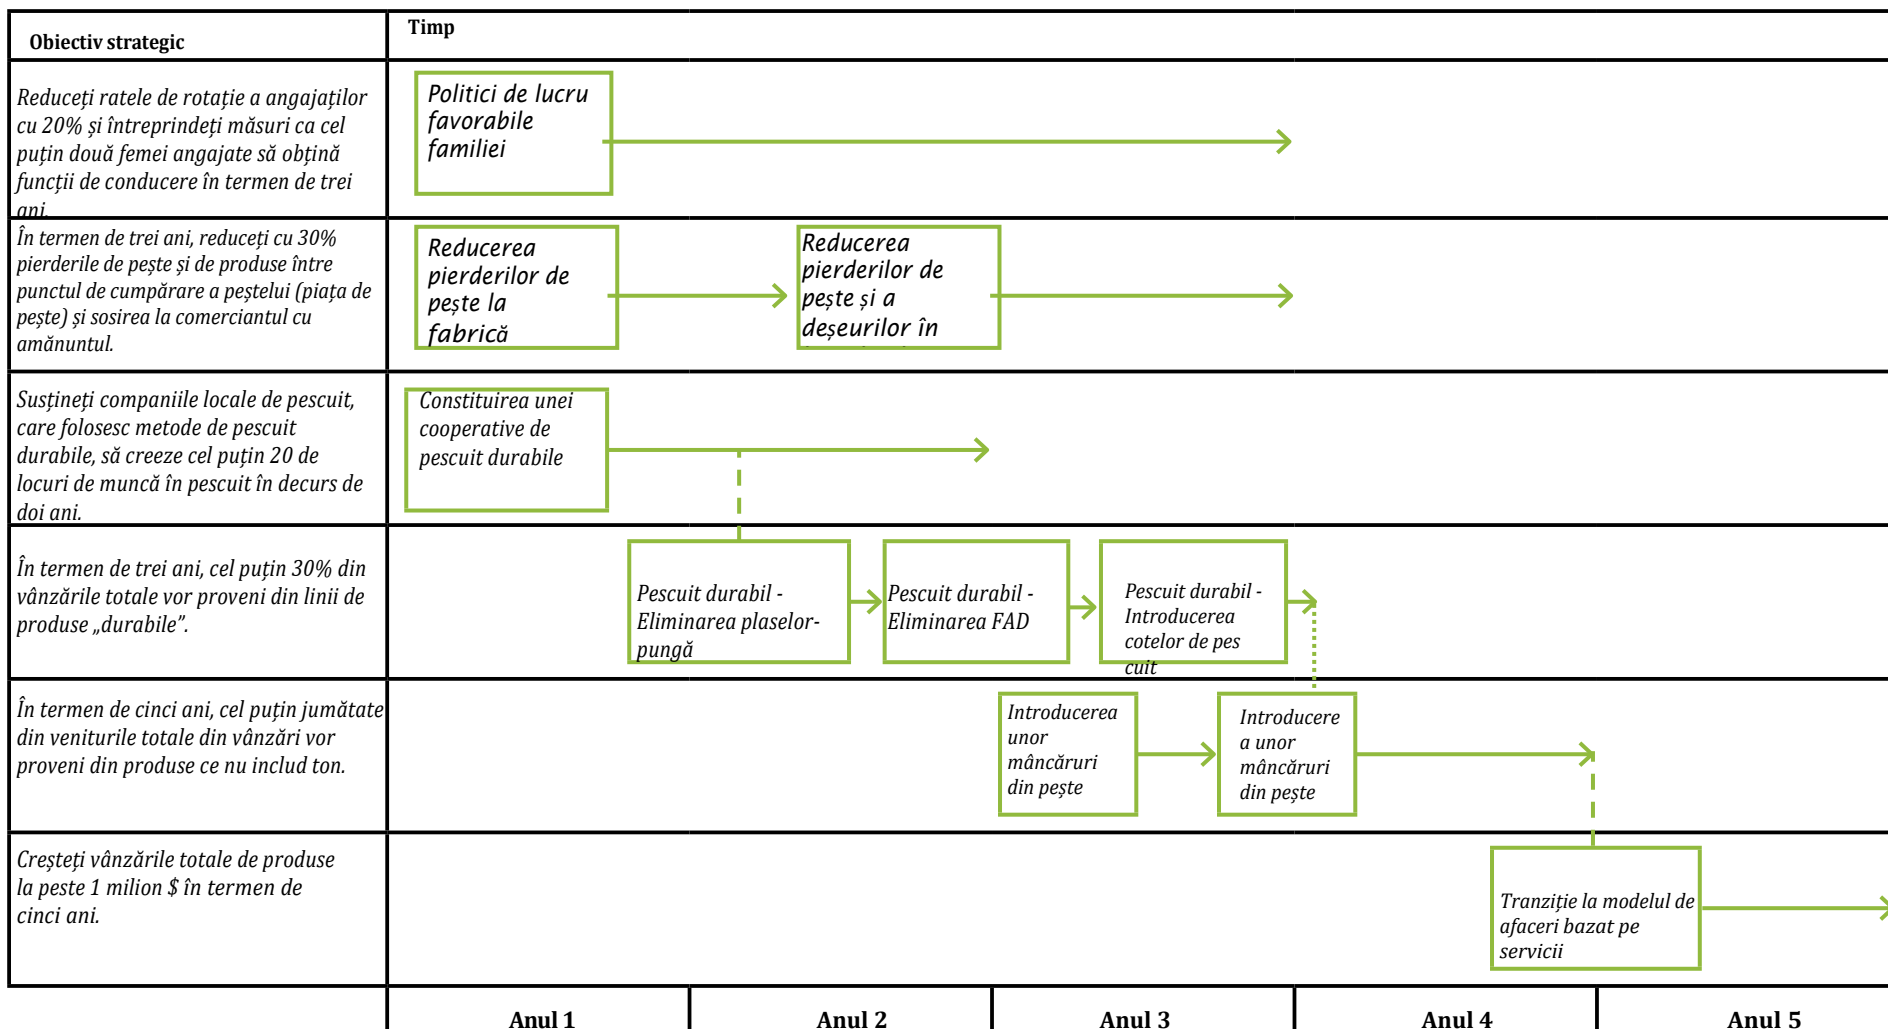 Obiectiv strategic
Timp
Reduceți ratele de rotație a angajaților
cu 20% și întreprindeți măsuri ca cel
puțin două femei angajate să obțină
funcții de conducere în termen de trei
ani.
Politici de lucru
favorabile
familiei
În termen de trei ani, reduceți cu 30%
pierderile de pește și de produse între
punctul de cumpărare a peștelui (piața de
pește) și sosirea la comerciantul cu
amănuntul.
Reducerea
pierderilor de
pește la
fabrică
Reducerea
pierderilor de
pește și a
deșeurilor în
Susțineți companiile locale de pescuit,
care folosesc metode de pescuit
durabile, să creeze cel puțin 20 de
locuri de muncă în pescuit în decurs de
doi ani.
Constituirea unei
cooperative de
pescuit durabile
În termen de trei ani, cel puțin 30% din
vânzările totale vor proveni din linii de
produse „durabile”.
Pescuit durabil -
Eliminarea plaselor-
pungă
Pescuit durabil -
Eliminarea FAD
Pescuit durabil -
Introducerea
cotelor de pes
cuit
În termen de cinci ani, cel puțin jumătate
din veniturile totale din vânzări vor
proveni din produse ce nu includ ton.
Introducerea
unor
mâncăruri
din pește
Introducere
a unor
mâncăruri
din pește
Creșteți vânzările totale de produse
la peste 1 milion $ în termen de
cinci ani.
Tranziție la modelul de
afaceri bazat pe
servicii
Anul 1
Anul 2
Anul 3
Anul 4
Anul 5